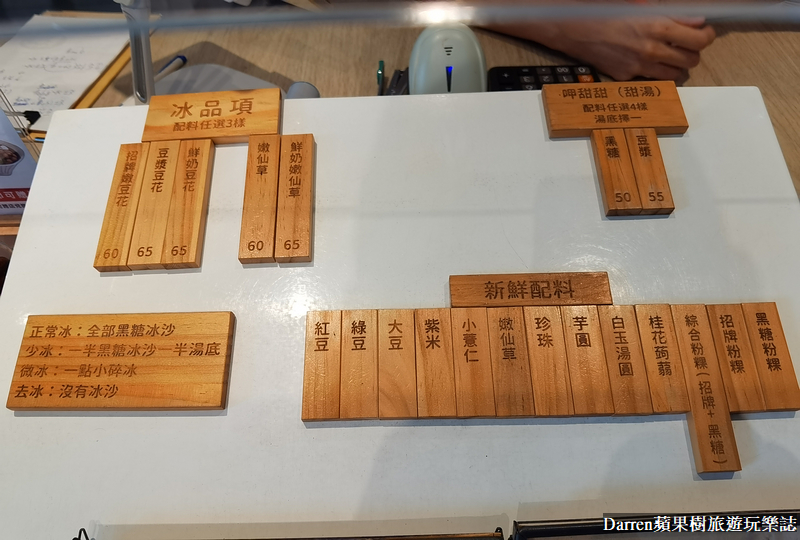 冰品項
配料任選3樣
招牌嫩豆花
60
豆漿豆花
65
鮮奶豆花
65
嫩仙草
60
鮮奶嫩仙草
65
呷甜甜（甜湯）
配料任選4樣
湯底擇一
黑糖
50
豆漿
55
正常冰：全部黑糖冰沙
少冰：一半黑糖冰沙一半湯底
微冰：一點小碎冰
去冰：沒有冰沙
新鮮配料
紅豆
綠豆
大豆
紫米
小薏仁
嫩仙草
珍珠
芋圓
白玉湯圓
桂花蒟蒻
綜合粉粿（招牌+黑糖）
招牌粉粿
黑糖粉粿
Darren蘋果樹旅遊玩樂誌